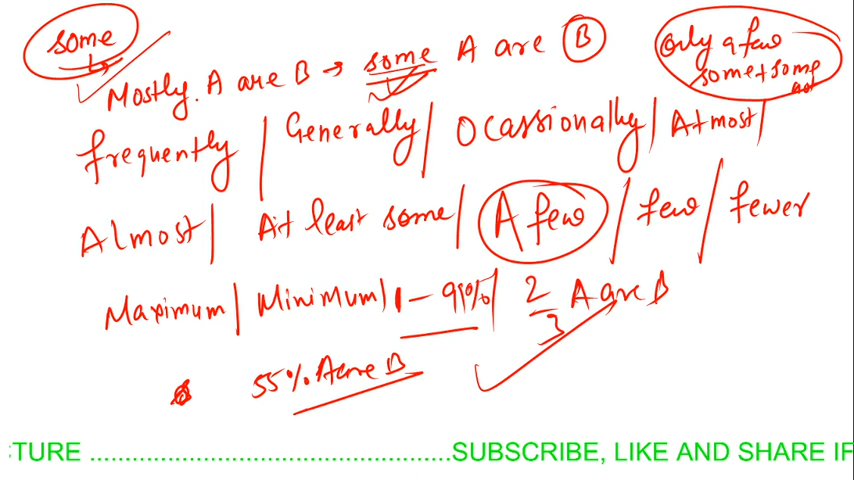 some
Mostly. A are B → some A are B
Only a few
some + some
not
frequently / Generally / Ocassionally / Atmost /
Almost / At least some / A few / few / fewer
Maximum / Minimum / 1 - 99% / 2/3 A are B
55% A are B
:TURE ....................................................SUBSCRIBE, LIKE AND SHARE IF